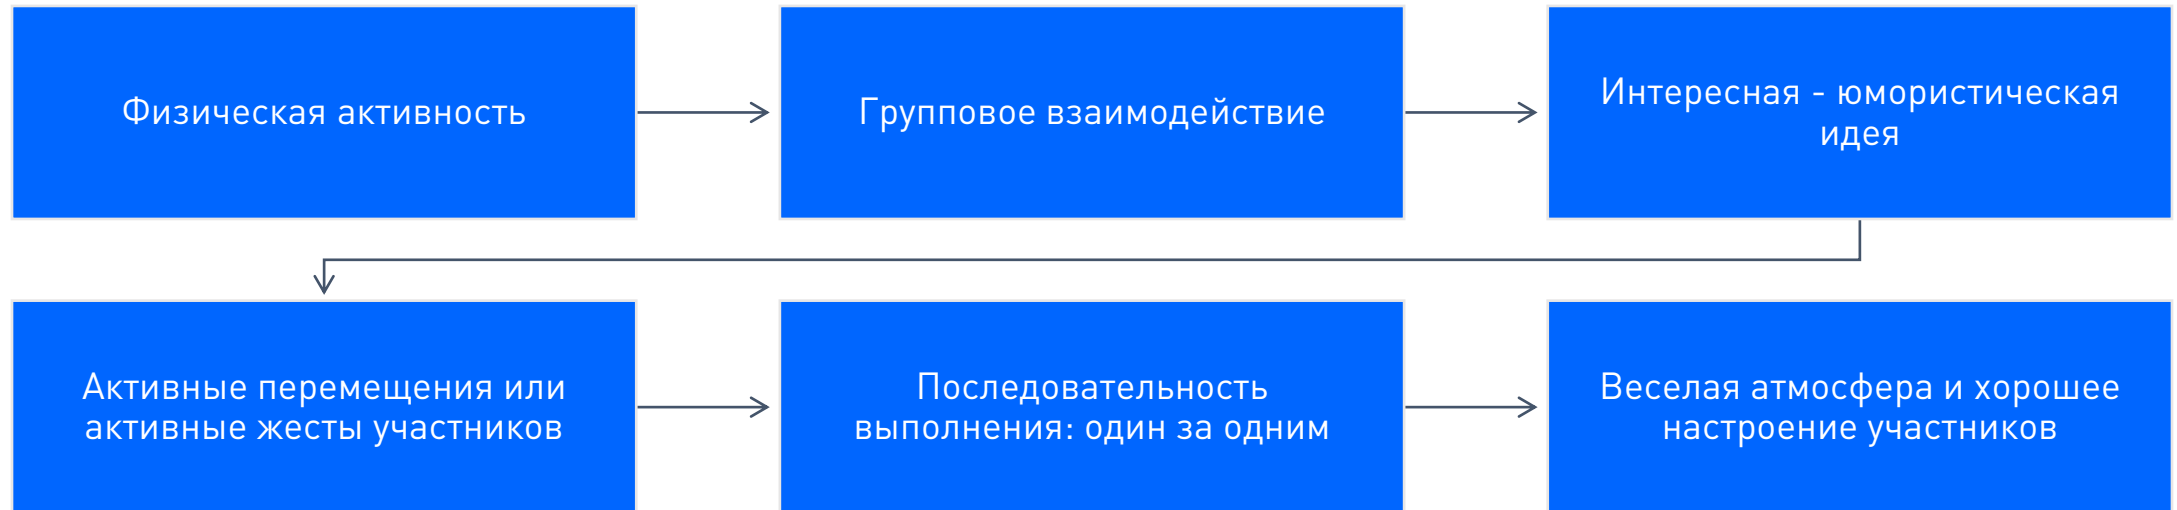 Физическая активность
Групповое взаимодействие
Интересная - юмористическая
идея
Активные перемещения или
активные жесты участников
Последовательность
выполнения: один за одним
Веселая атмосфера и хорошее
настроение участников